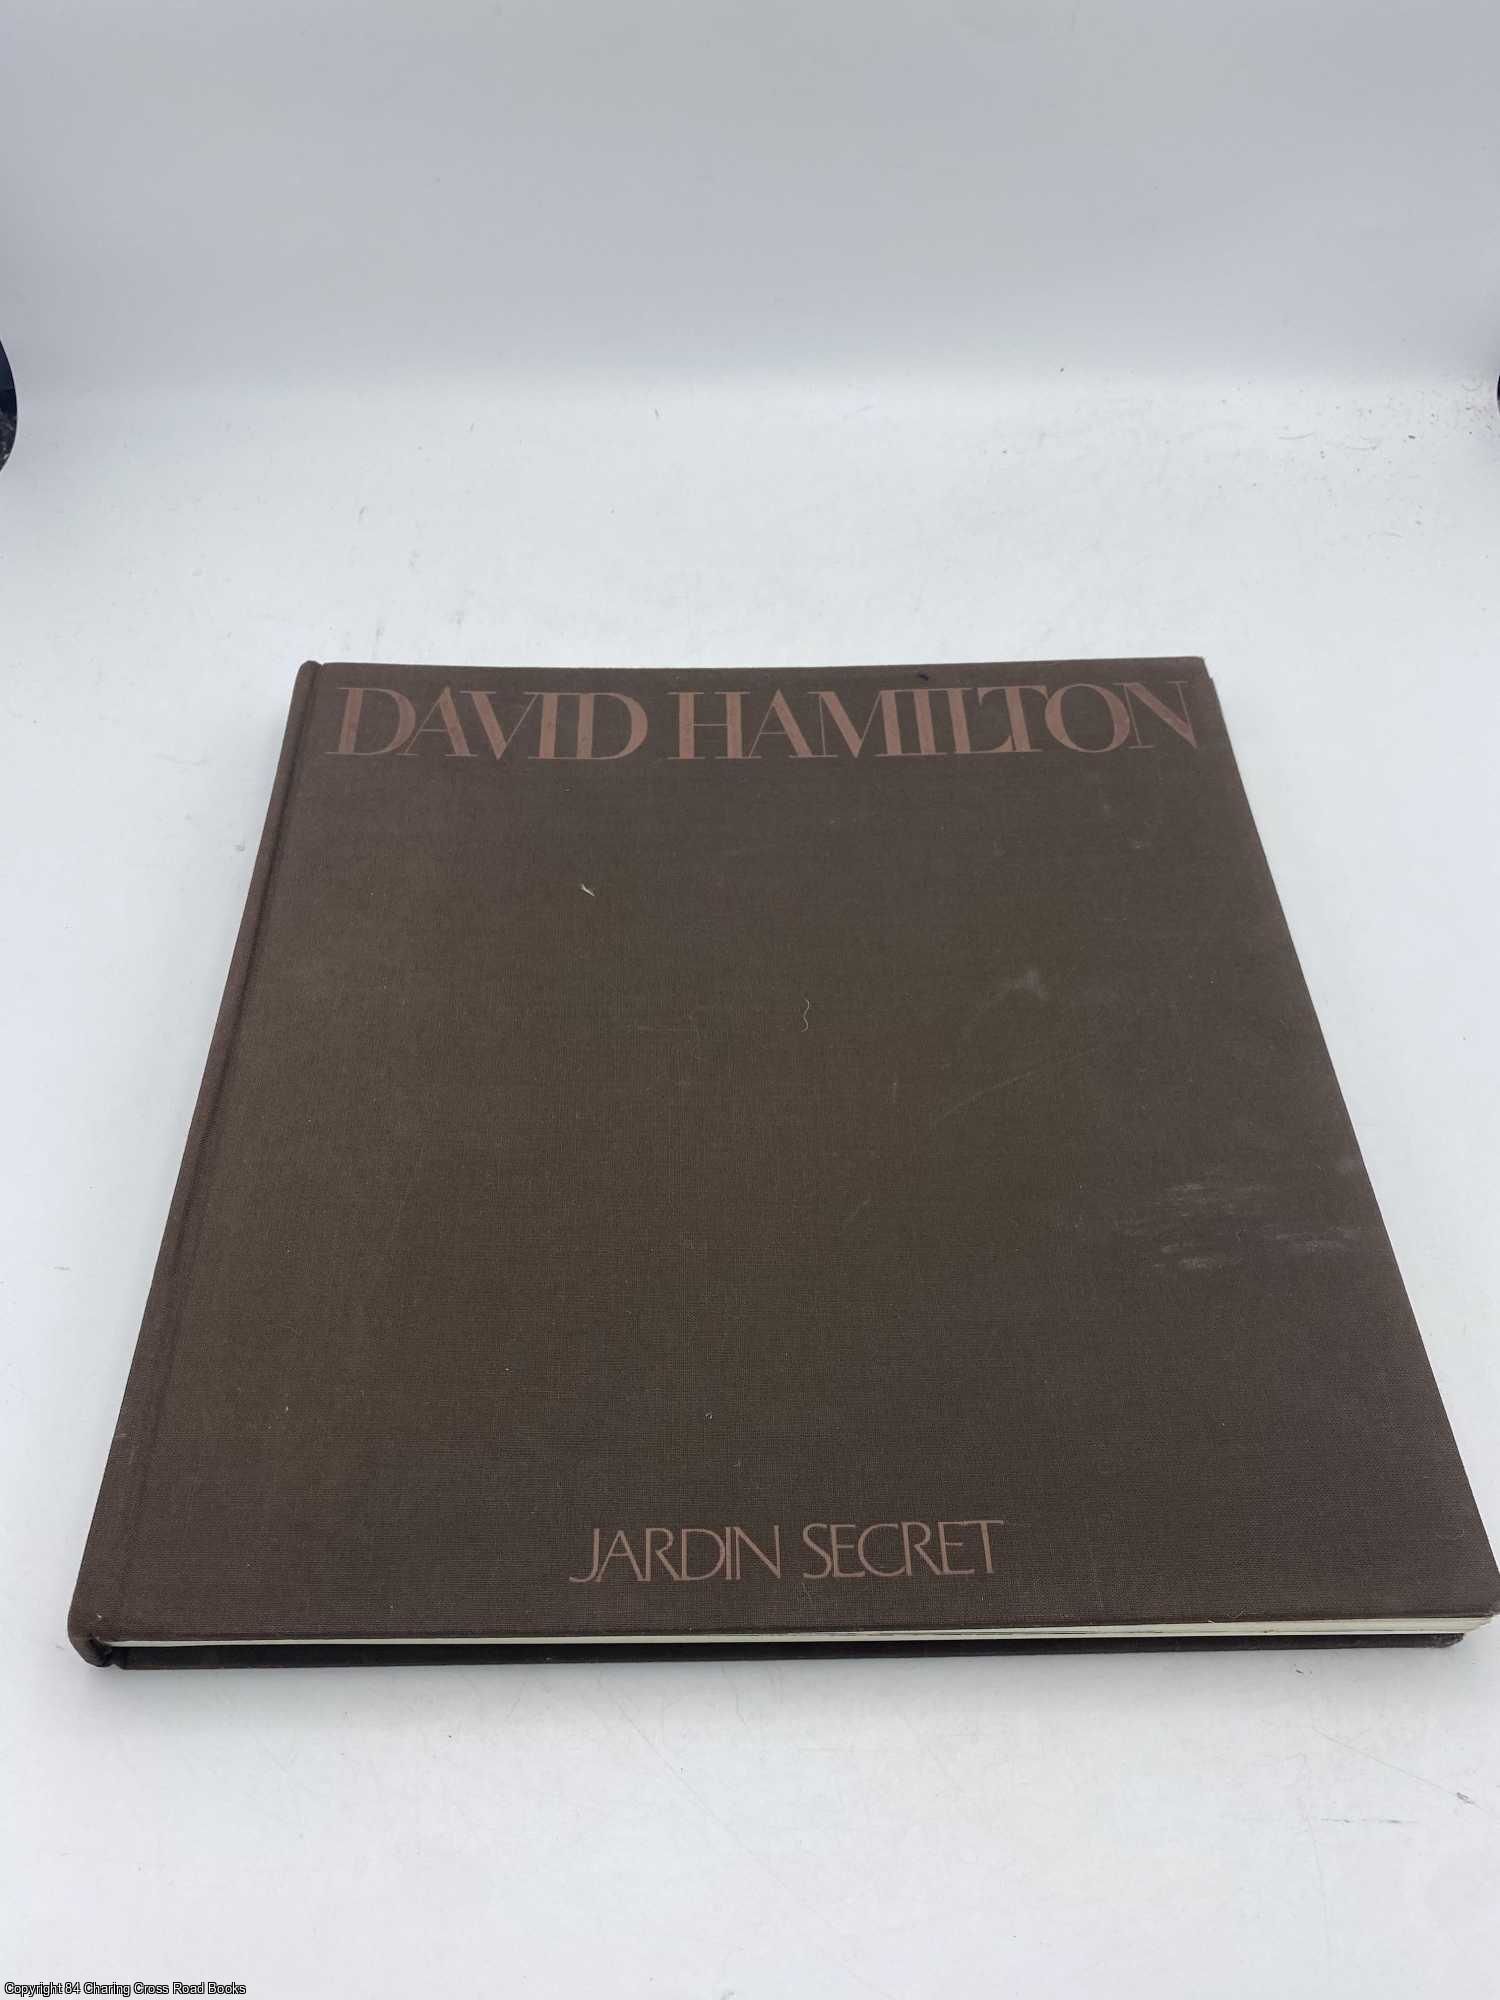 DAVID HAMILTON
JARDIN SECRET
Copyright 84 Charing Cross Road Books